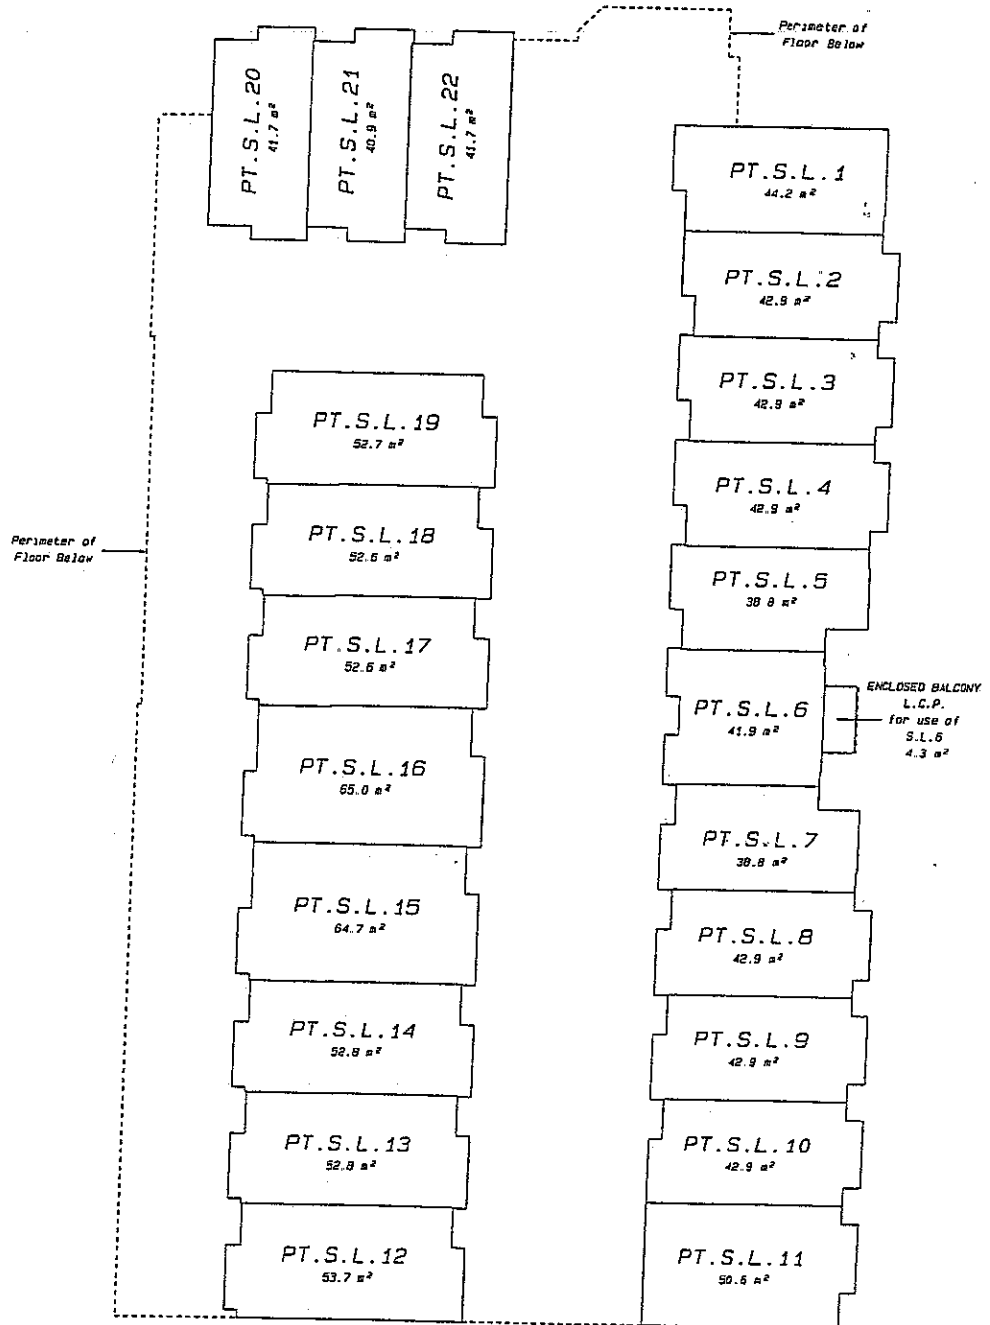 Perimeter of
Floor Below
PT.S.L.20
41.7 m²
PT.S.L.21
40.9 m²
PT.S.L.22
41.7 m²
PT.S.L.1
44.2 m²
PT.S.L.2
42.9 m²
PT.S.L.3
42.9 m²
PT.S.L.4
42.9 m²
PT.S.L.5
38.8 m²
PT.S.L.6
41.9 m²
ENCLOSED BALCONY
L.C.P.
for use of
S.L.6
4.3 m²
PT.S.L.7
38.8 m²
PT.S.L.8
42.9 m²
PT.S.L.9
42.9 m²
PT.S.L.10
42.9 m²
PT.S.L.11
50.6 m²
PT.S.L.19
52.7 m²
PT.S.L.18
52.6 m²
Perimeter of
Floor Below
PT.S.L.17
52.6 m²
PT.S.L.16
65.0 m²
PT.S.L.15
64.7 m²
PT.S.L.14
52.8 m²
PT.S.L.13
52.8 m²
PT.S.L.12
53.7 m²